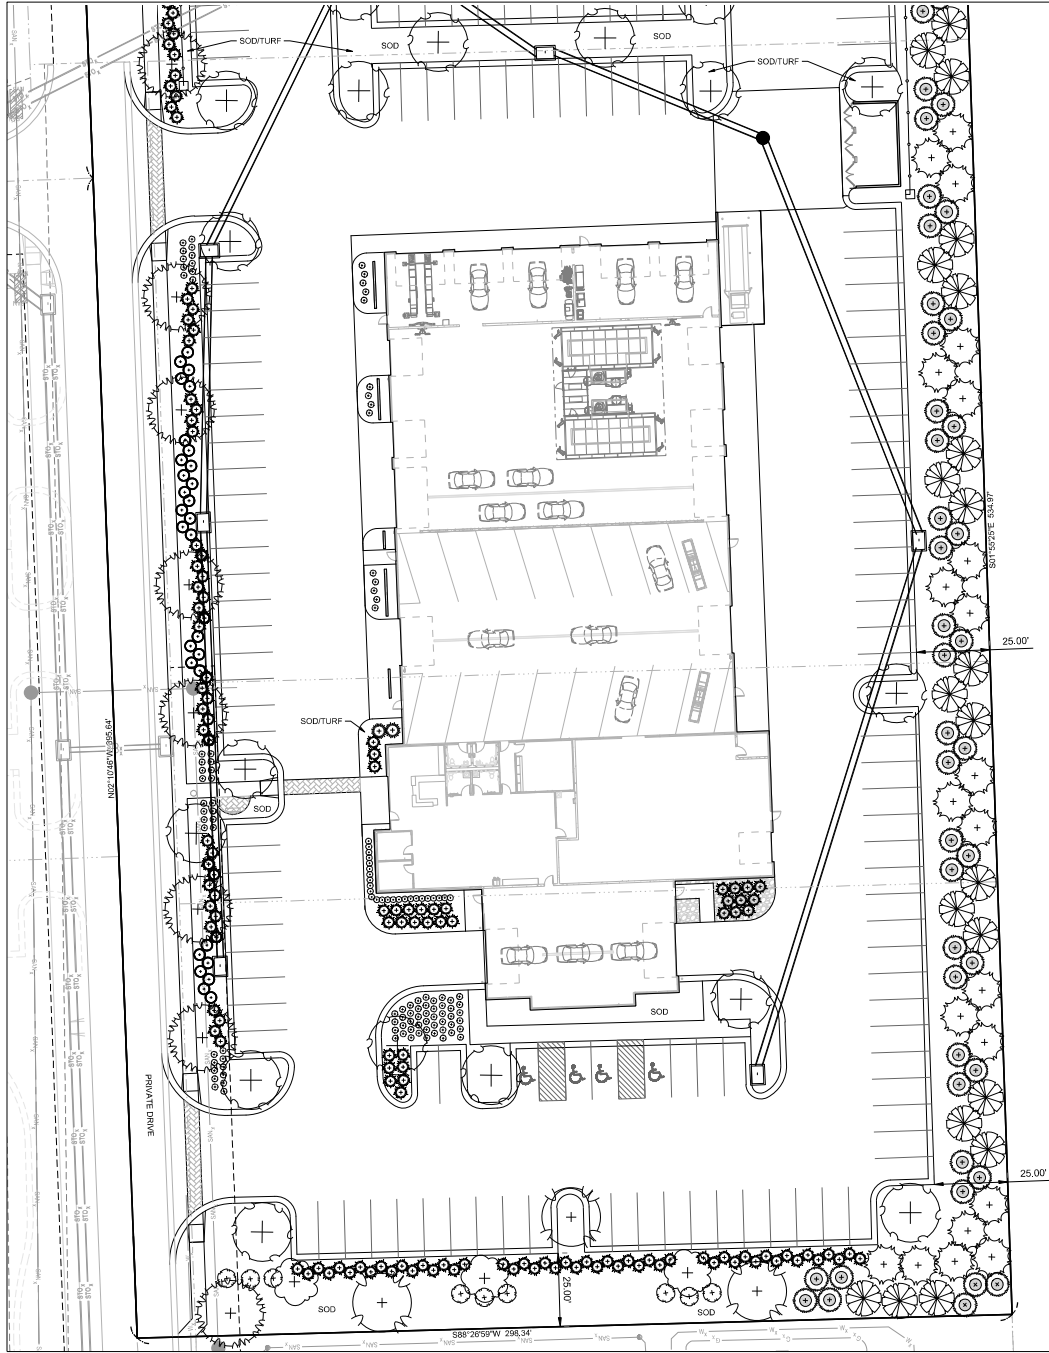 SOD/TURF
SOD
SOD
SOD/TURF
S01°55'25"E 534.97'
25.00'
SOD/TURF
N02°10'46"W 395.64'
SOD
SOD
PRIVATE DRIVE
25.00'
25.00'
SOD
SOD
S88°26'59"W 298.34'